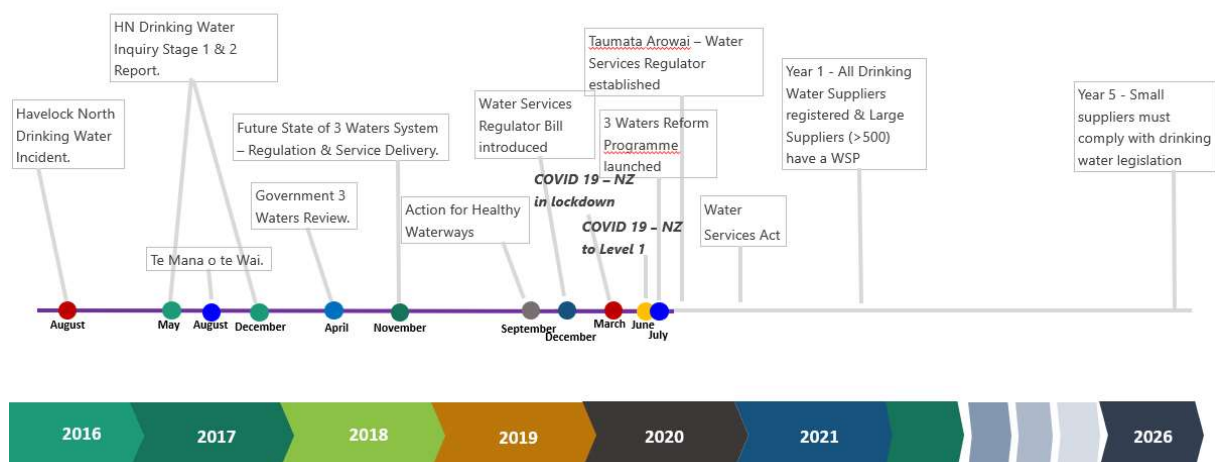 HN Drinking Water
Inquiry Stage 1 & 2
Report.
Taumata Arowai – Water
Services Regulator
established
Year 1 - All Drinking
Water Suppliers
registered & Large
Suppliers (>500)
have a WSP
Year 5 - Small
suppliers must
comply with drinking
water legislation
Havelock North
Drinking Water
Incident.
Future State of 3 Waters System
– Regulation & Service Delivery.
Water Services
Regulator Bill
introduced
3 Waters Reform
Programme
launched
COVID 19 – NZ
in lockdown
Government 3
Waters Review.
Action for Healthy
Waterways
COVID 19 – NZ
to Level 1
Water
Services Act
Te Mana o te Wai.
August
May
August
December
April
November
September
December
March
June
July
2016
2017
2018
2019
2020
2021
2026